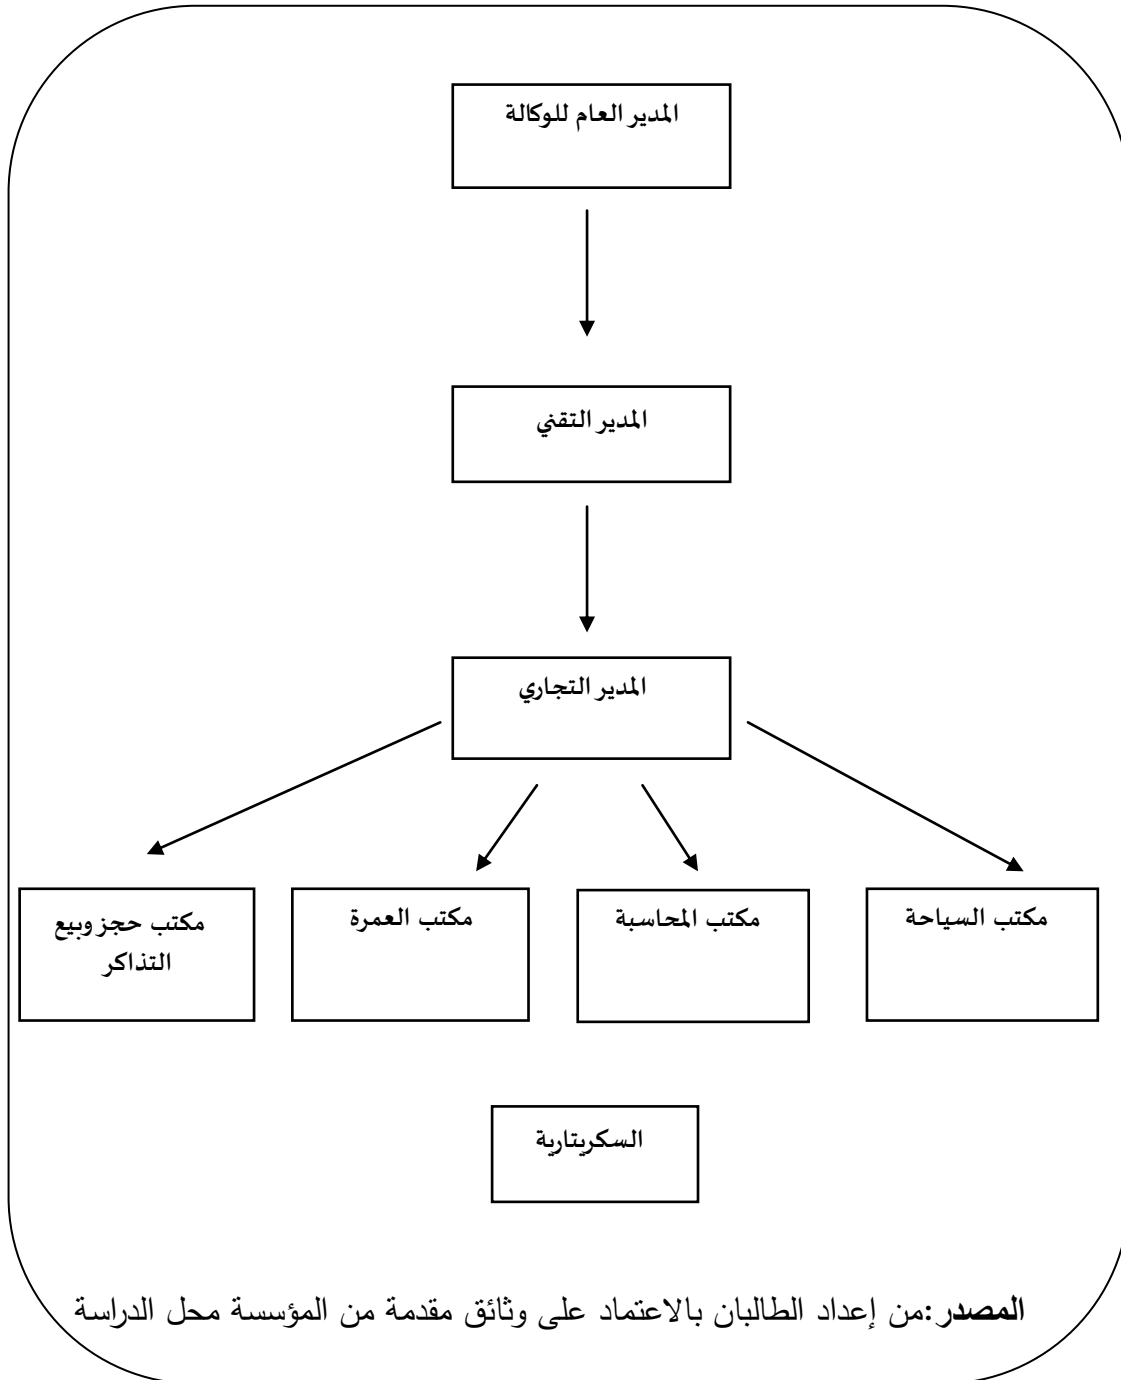 المدير العام للوكالة
المدير التقني
المدير التجاري
مكتب السياحة
مكتب المحاسبة
مكتب العمرة
مكتب حجز وبيع
التذاكر
السكريتارية
المصدر:من إعداد الطالبان بالاعتماد على وثائق مقدمة من المؤسسة محل الدراسة